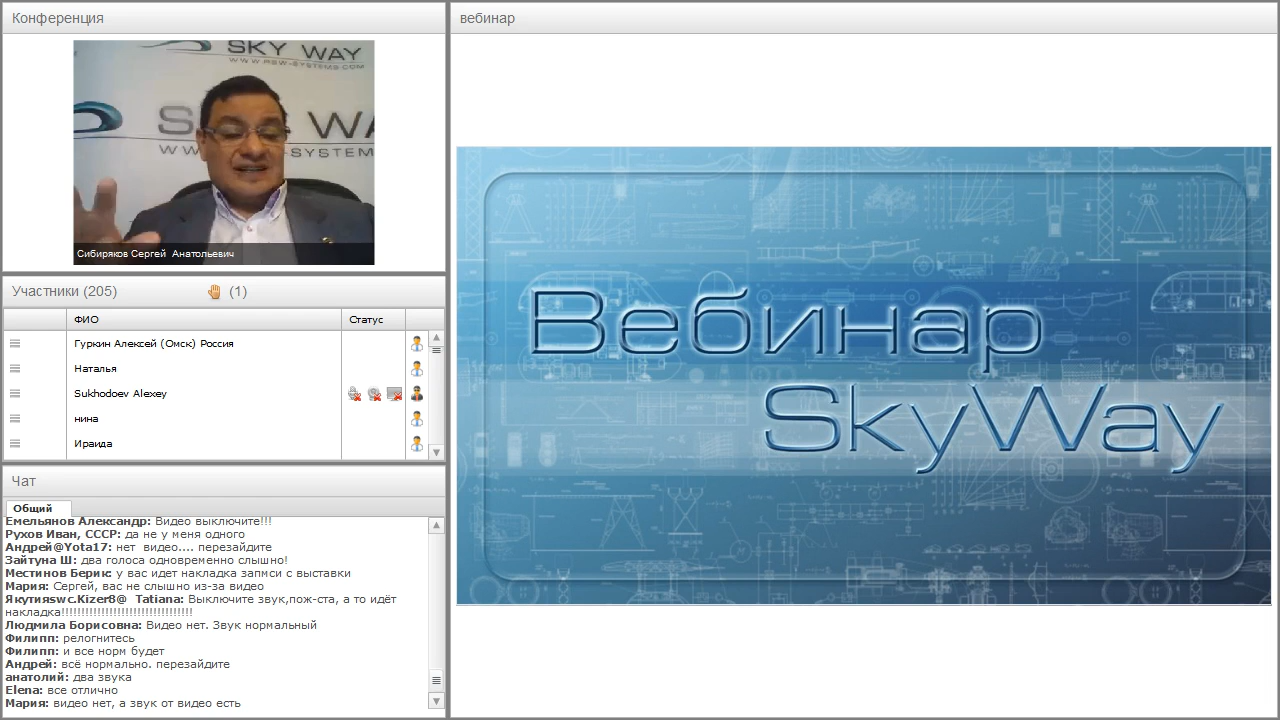 Конференция
SKY WAY
WWW.RSW-SYSTEMS.COM
Сибиряков Сергей Анатольевич
Участники (205)
(1)
ФИО Статус
Гуркин Алексей (Омск) Россия
Наталья
Sukhodoev Alexey
нина
Ираида
Чат
Общий
Емельянов Александр: Видео выключите!!!
Рухов Иван, СССР: да не у меня одного
Андрей@Yota17: нет видео.... перезайдите
Зайтуна Ш: два голоса одновременно слышно!
Местинов Берик: у вас идет накладка запмси с выставки
Мария: Сергей, вас не слышно из-за видео
Якутияswc.Kizer8@ Tatiana: Выключите звук,пож-ста, а то идёт
накладка!!!!!!!!!!!!!!!!!!!!!!!!!!!!!!!!!
Людмила Борисовна: Видео нет. Звук нормальный
Филипп: релогнитесь
Филипп: и все норм будет
Андрей: всё нормально. перезайдите
анатолий: два звука
Elena: все отлично
Мария: видео нет, а звук от видео есть
вебинар
Вебинар
SkyWay